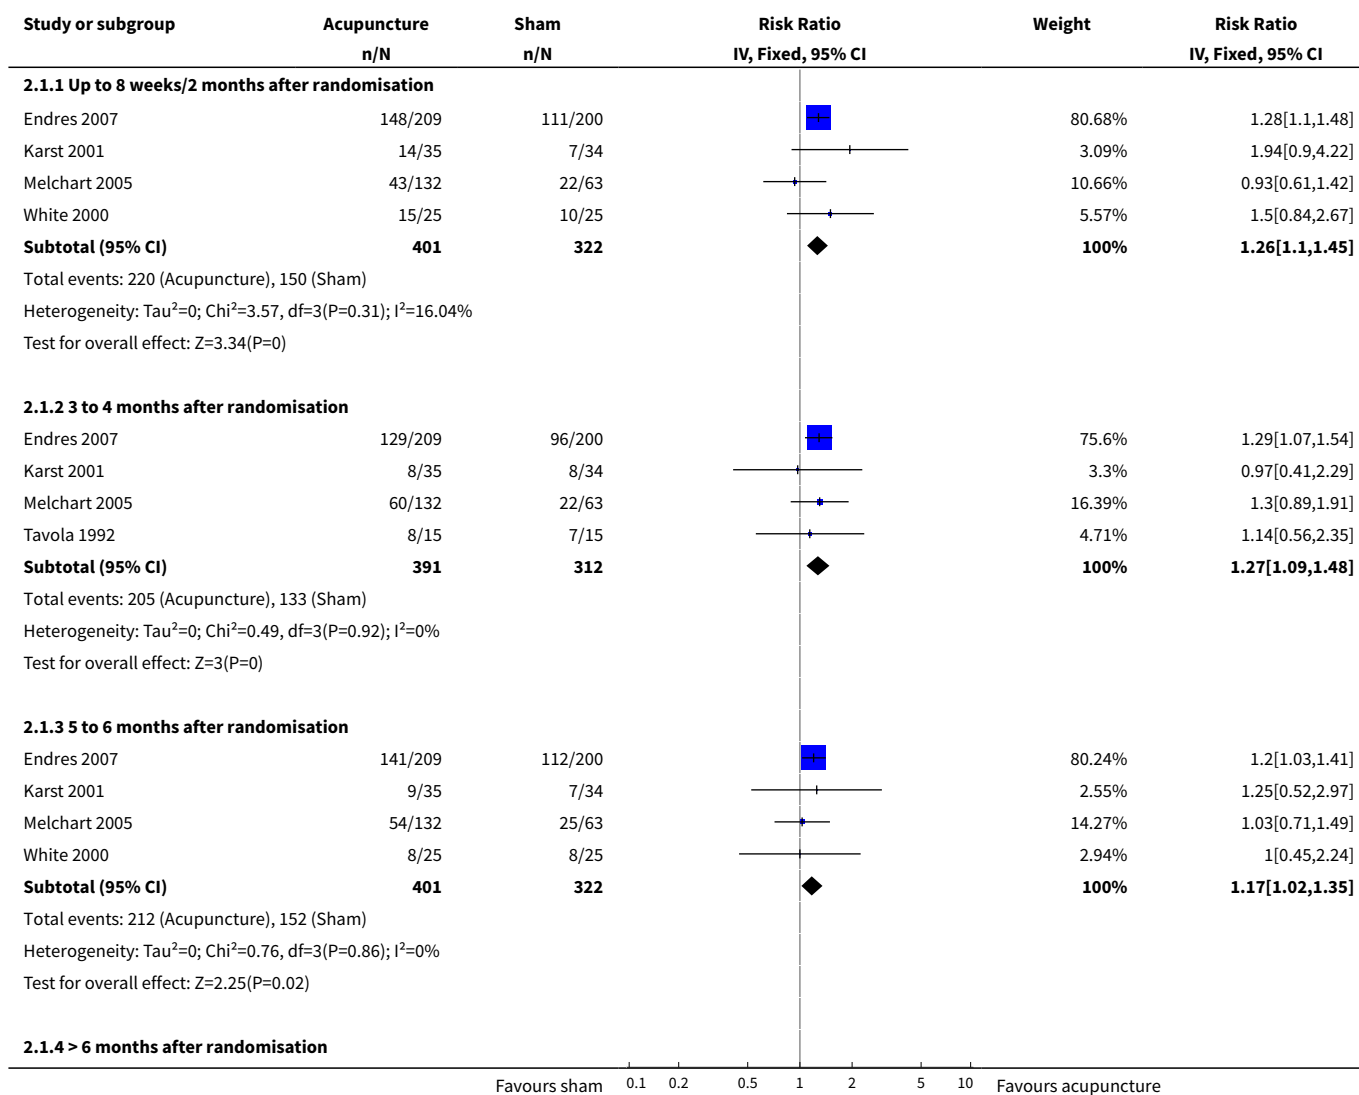 Study or subgroup Acupuncture Sham Risk Ratio Weight Risk Ratio
n/N n/N IV, Fixed, 95% CI IV, Fixed, 95% CI
2.1.1 Up to 8 weeks/2 months after randomisation
Endres 2007 148/209 111/200 80.68% 1.28[1.1,1.48]
Karst 2001 14/35 7/34 3.09% 1.94[0.9,4.22]
Melchart 2005 43/132 22/63 10.66% 0.93[0.61,1.42]
White 2000 15/25 10/25 5.57% 1.5[0.84,2.67]
Subtotal (95% CI) 401 322 100% 1.26[1.1,1.45]
Total events: 220 (Acupuncture), 150 (Sham)
Heterogeneity: Tau²=0; Chi²=3.57, df=3(P=0.31); I²=16.04%
Test for overall effect: Z=3.34(P=0)
2.1.2 3 to 4 months after randomisation
Endres 2007 129/209 96/200 75.6% 1.29[1.07,1.54]
Karst 2001 8/35 8/34 3.3% 0.97[0.41,2.29]
Melchart 2005 60/132 22/63 16.39% 1.3[0.89,1.91]
Tavola 1992 8/15 7/15 4.71% 1.14[0.56,2.35]
Subtotal (95% CI) 391 312 100% 1.27[1.09,1.48]
Total events: 205 (Acupuncture), 133 (Sham)
Heterogeneity: Tau²=0; Chi²=0.49, df=3(P=0.92); I²=0%
Test for overall effect: Z=3(P=0)
2.1.3 5 to 6 months after randomisation
Endres 2007 141/209 112/200 80.24% 1.2[1.03,1.41]
Karst 2001 9/35 7/34 2.55% 1.25[0.52,2.97]
Melchart 2005 54/132 25/63 14.27% 1.03[0.71,1.49]
White 2000 8/25 8/25 2.94% 1[0.45,2.24]
Subtotal (95% CI) 401 322 100% 1.17[1.02,1.35]
Total events: 212 (Acupuncture), 152 (Sham)
Heterogeneity: Tau²=0; Chi²=0.76, df=3(P=0.86); I²=0%
Test for overall effect: Z=2.25(P=0.02)
2.1.4 > 6 months after randomisation
Favours sham 0.1 0.2 0.5 1 2 5 10 Favours acupuncture